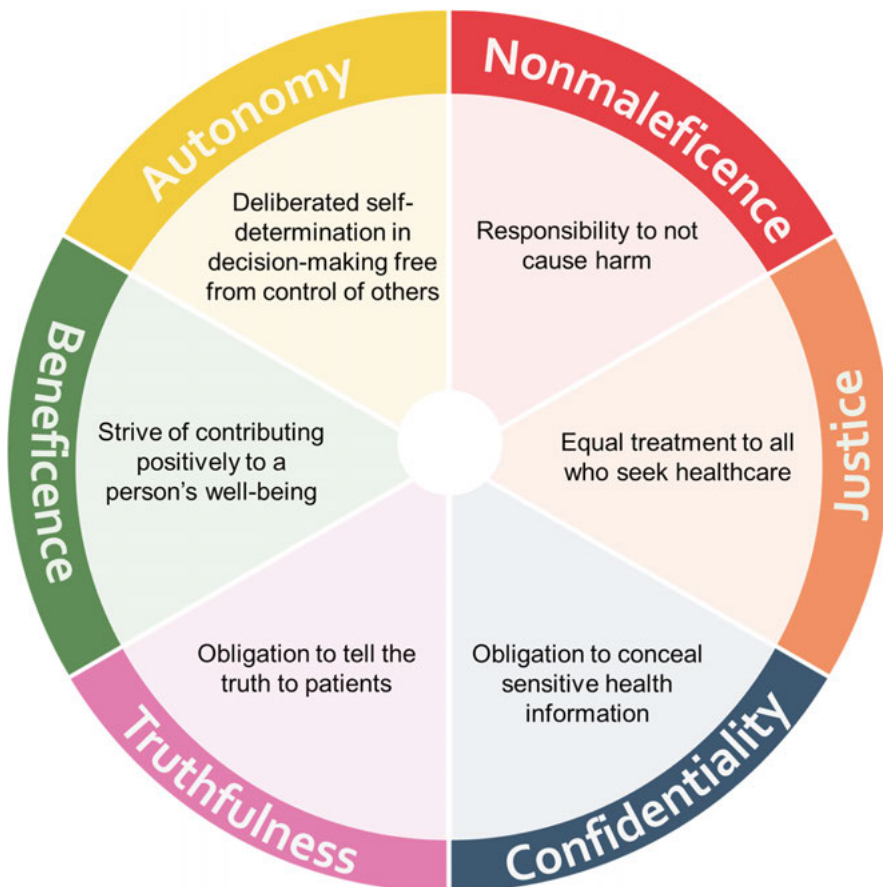 Autonomy
Deliberated self-
determination in
decision-making free
from control of others
Nonmaleficence
Responsibility to not
cause harm
Justice
Equal treatment to all
who seek healthcare
Confidentiality
Obligation to conceal
sensitive health
information
Truthfulness
Obligation to tell the
truth to patients
Beneficence
Strive of contributing
positively to a
person's well-being